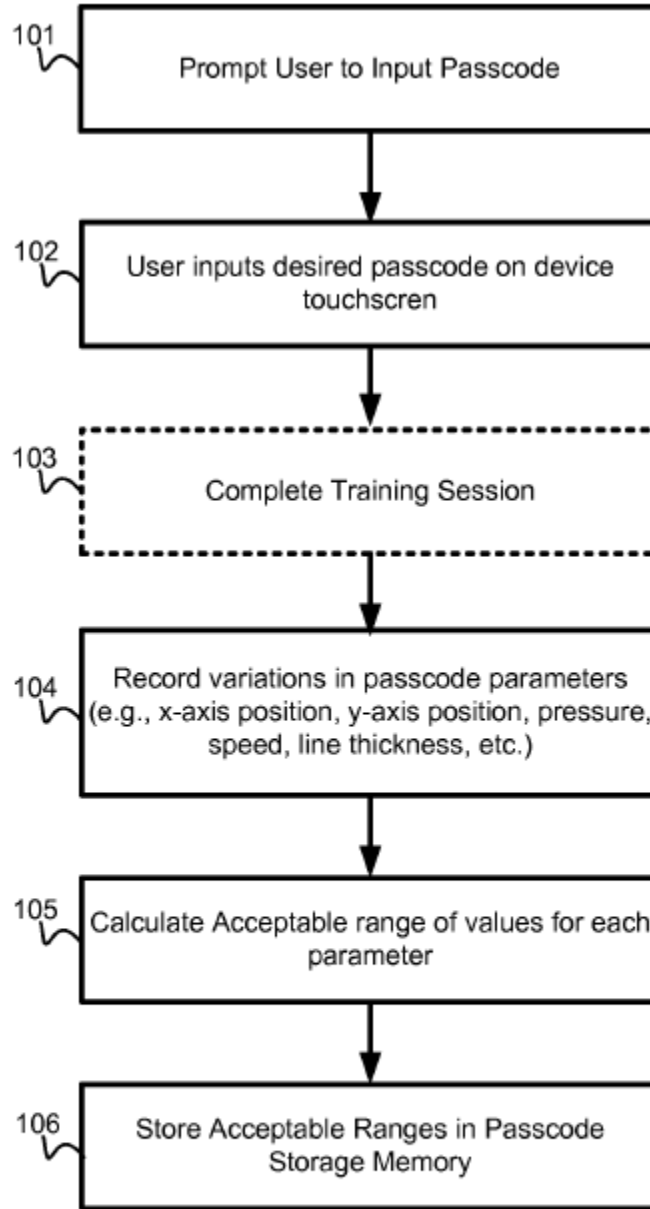 101
Prompt User to Input Passcode
102
User inputs desired passcode on device
touchscren
103
Complete Training Session
104
Record variations in passcode parameters
(e.g., x-axis position, y-axis position, pressure,
speed, line thickness, etc.)
105
Calculate Acceptable range of values for each
parameter
106
Store Acceptable Ranges in Passcode
Storage Memory